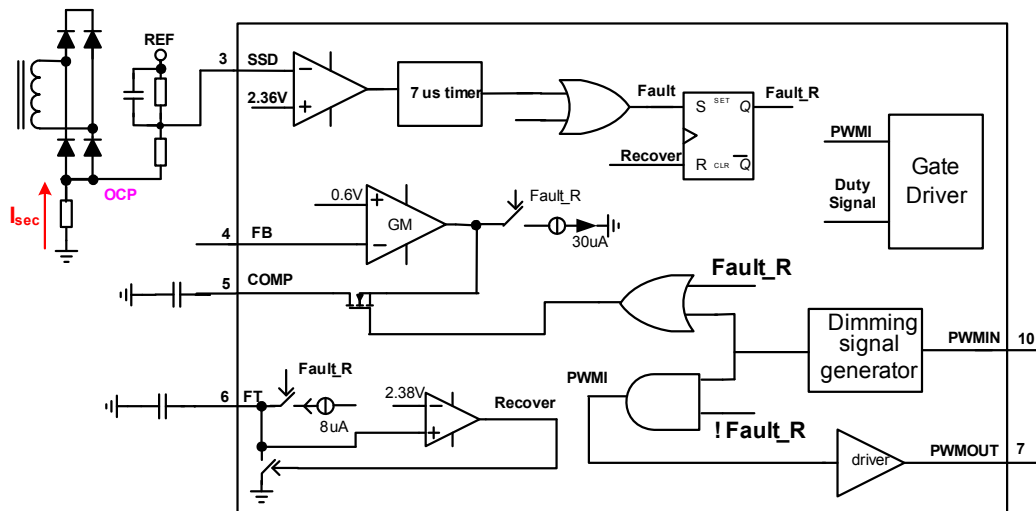 REF
3 SSD
2.36V
7 us timer
Fault
S SET Q
Fault_R
Recover
R CLR Q
PWMI
Duty
Signal
Gate
Driver
OCP
Isec
0.6V
GM
Fault_R
30uA
4 FB
5 COMP
Fault_R
Dimming
signal
generator
PWMIN 10
6 FT
Fault_R
8uA
2.38V
Recover
PWMI
! Fault_R
driver
PWMOUT 7